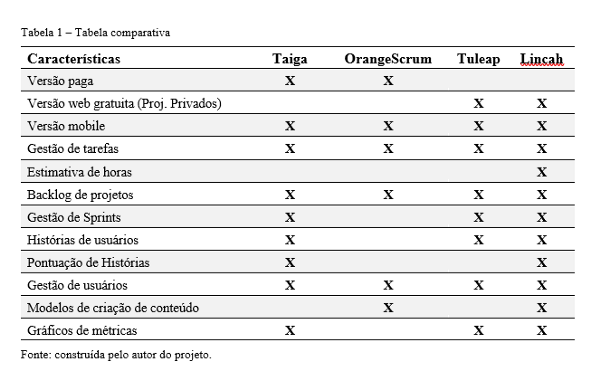 Tabela 1 – Tabela comparativa
Características Taiga OrangeScrum Tuleap Lincah
Versão paga X X
Versão web gratuita (Proj. Privados) X X
Versão mobile X X X X
Gestão de tarefas X X X X
Estimativa de horas X
Backlog de projetos X X X X
Gestão de Sprints X X X
Histórias de usuários X X X
Pontuação de Histórias X X
Gestão de usuários X X X X
Modelos de criação de conteúdo X X
Gráficos de métricas X X X
Fonte: construída pelo autor do projeto.